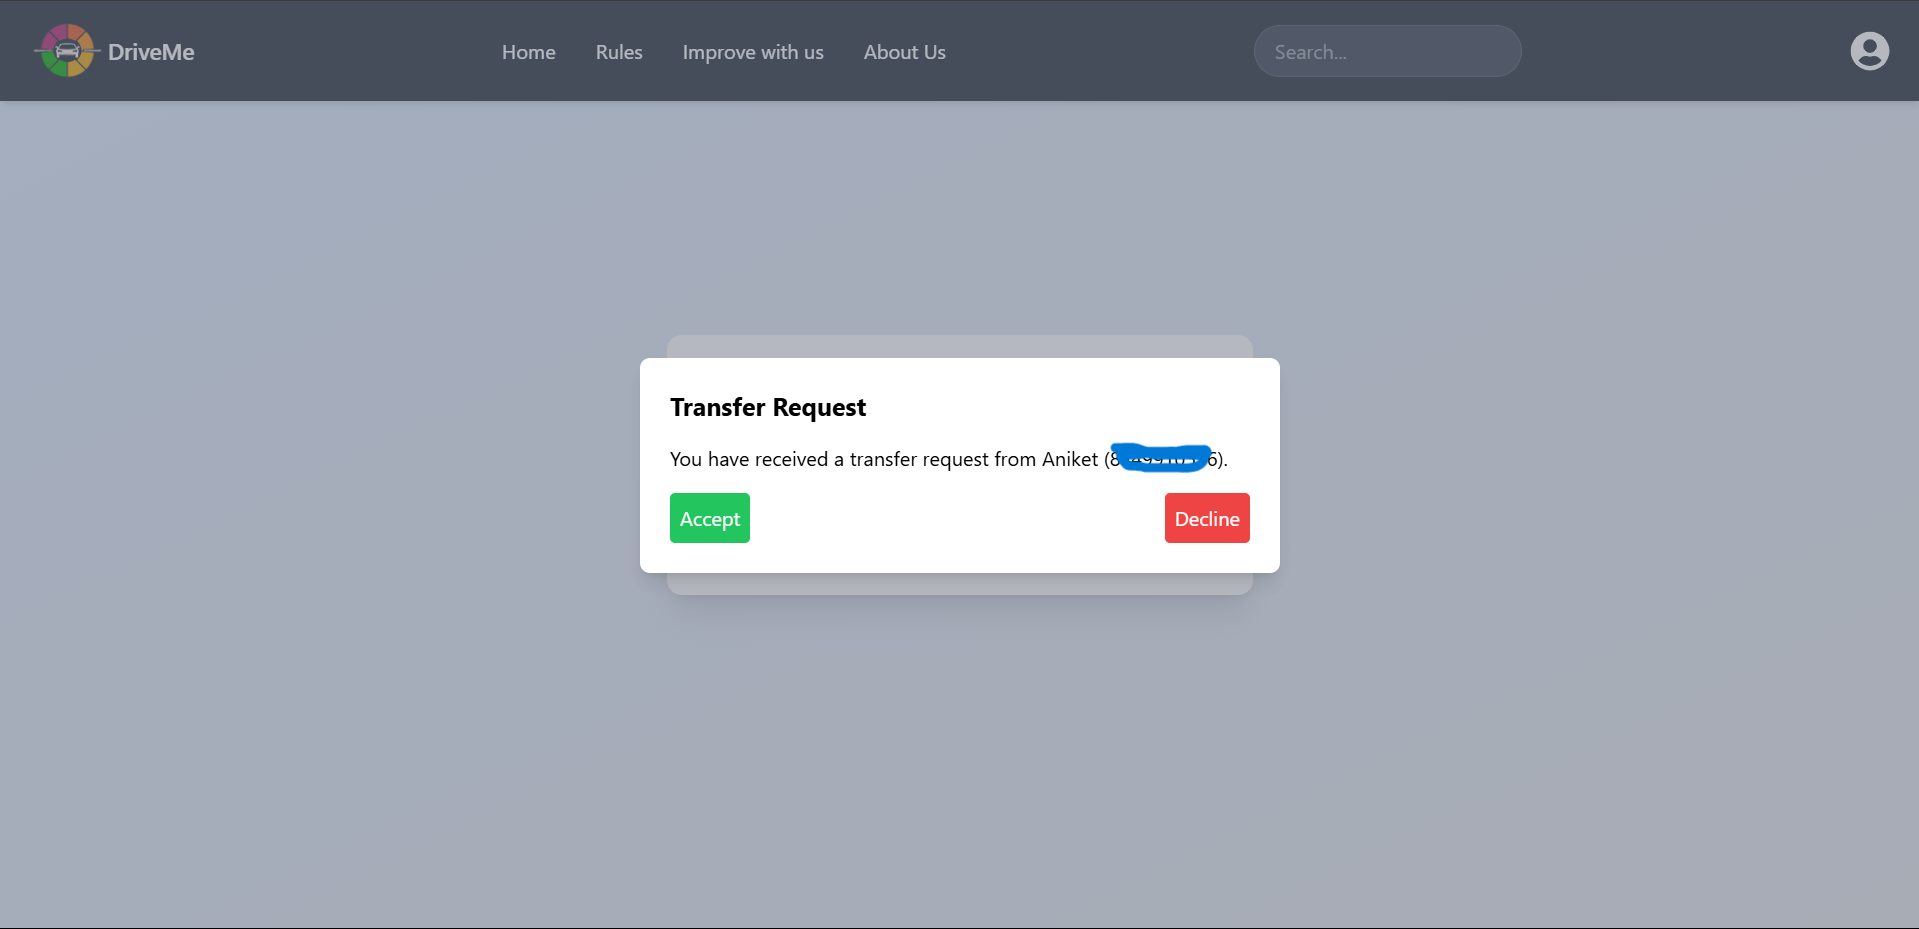 DriveMe
Home Rules Improve with us About Us
Search...
Transfer Request
You have received a transfer request from Aniket (8 6).
Accept
Decline